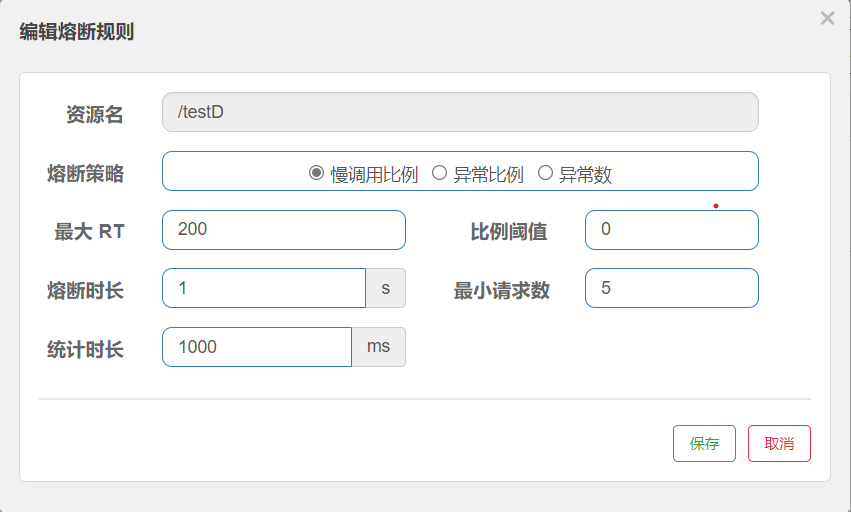 编辑熔断规则 ×
资源名 /testD
熔断策略 慢调用比例 异常比例 异常数
最大 RT 200 比例阈值 0
熔断时长 1 s 最小请求数 5
统计时长 1000 ms
保存 取消